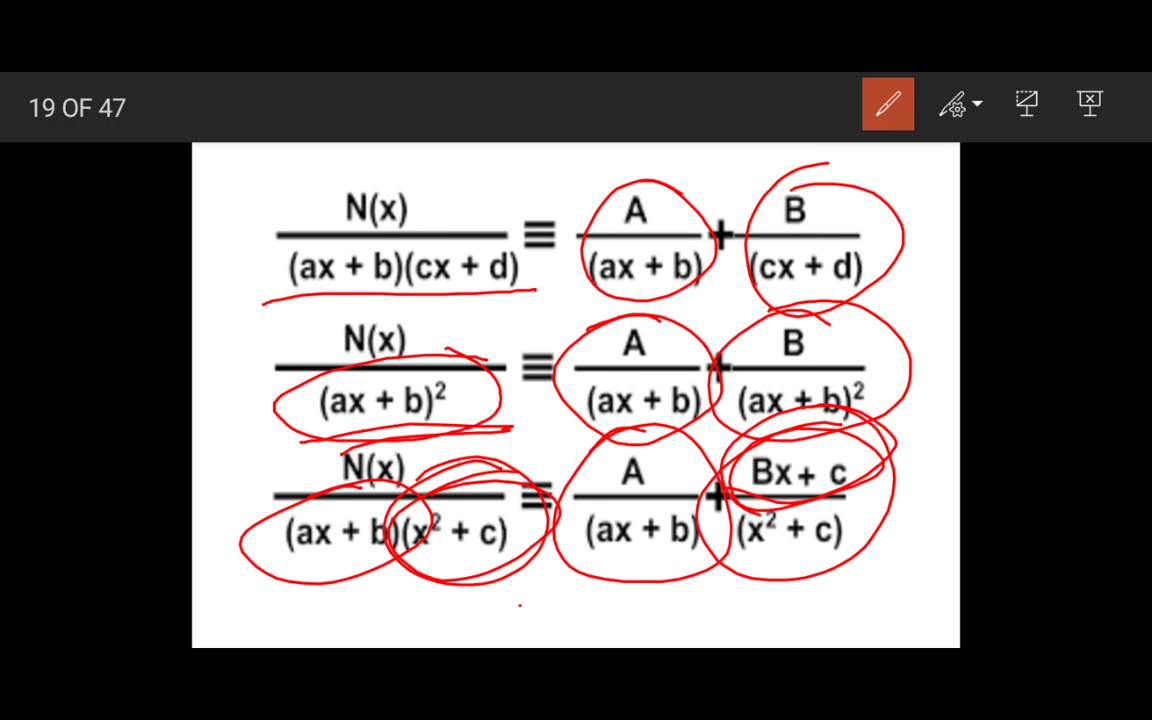 19 OF 47
N(x) / (ax + b)(cx + d) ≡ A / (ax + b) + B / (cx + d)
N(x) / (ax + b)² ≡ A / (ax + b) + B / (ax + b)²
N(x) / (ax + b)(x² + c) ≡ A / (ax + b) + Bx + c / (x² + c)